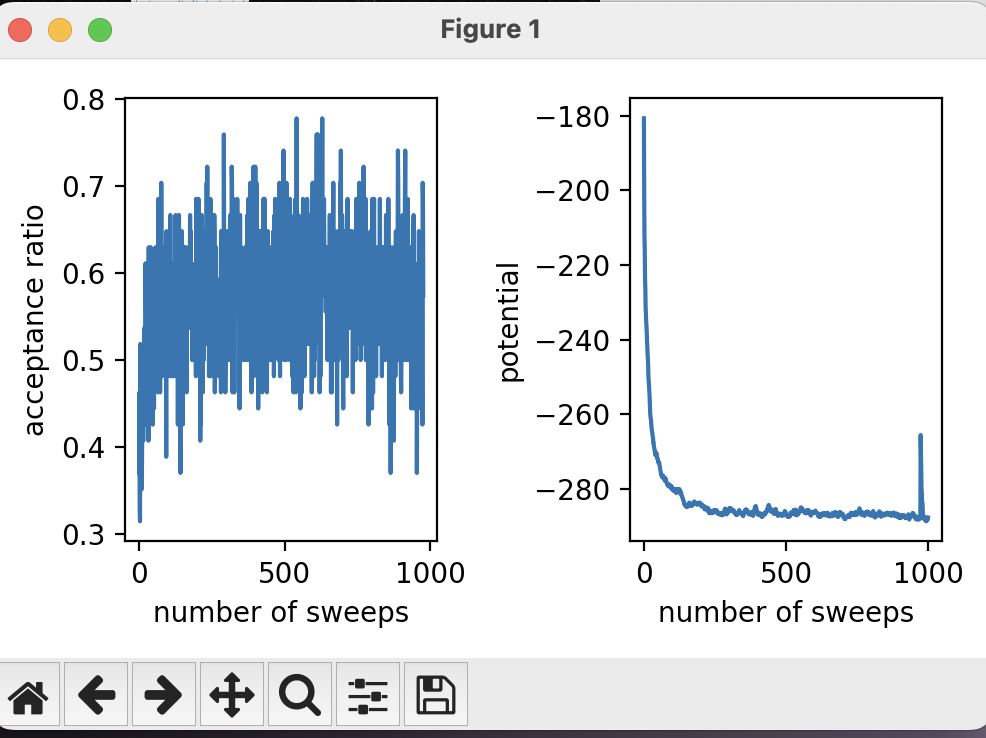 Figure 1
0.8
0.7
0.6
0.5
0.4
0.3
acceptance ratio
0 500 1000
number of sweeps
−180
−200
−220
−240
−260
−280
potential
0 500 1000
number of sweeps